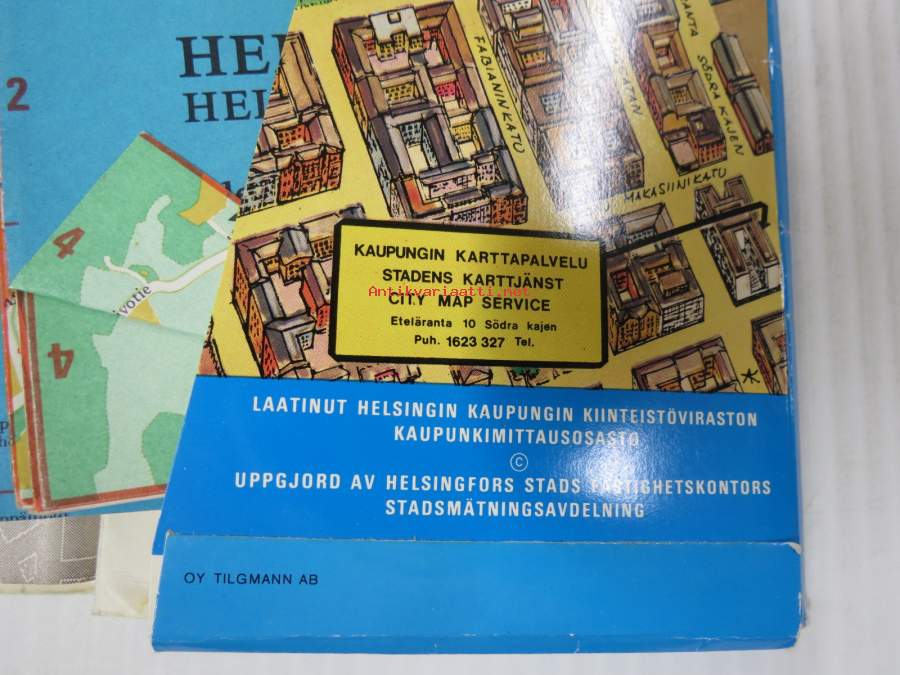 HEL
HEL
2
4
4
FABIANINKATU
SÖDRA KAJEN
MAKASIINIKATU
KAUPUNGIN KARTTAPALVELU
STADENS KARTTJÄNST
CITY MAP SERVICE
Antikvariaatti.net
Eteläranta 10 Södra kajen
Puh. 1623 327 Tel.
LAATINUT HELSINGIN KAUPUNGIN KIINTEISTÖVIRASTON
KAUPUNKIMITTAUSOSASTO
©
UPPGJORD AV HELSINGFORS STADS FASTIGHETSKONTORS
STADSMÄTNINGSAVDELNING
OY TILGMANN AB